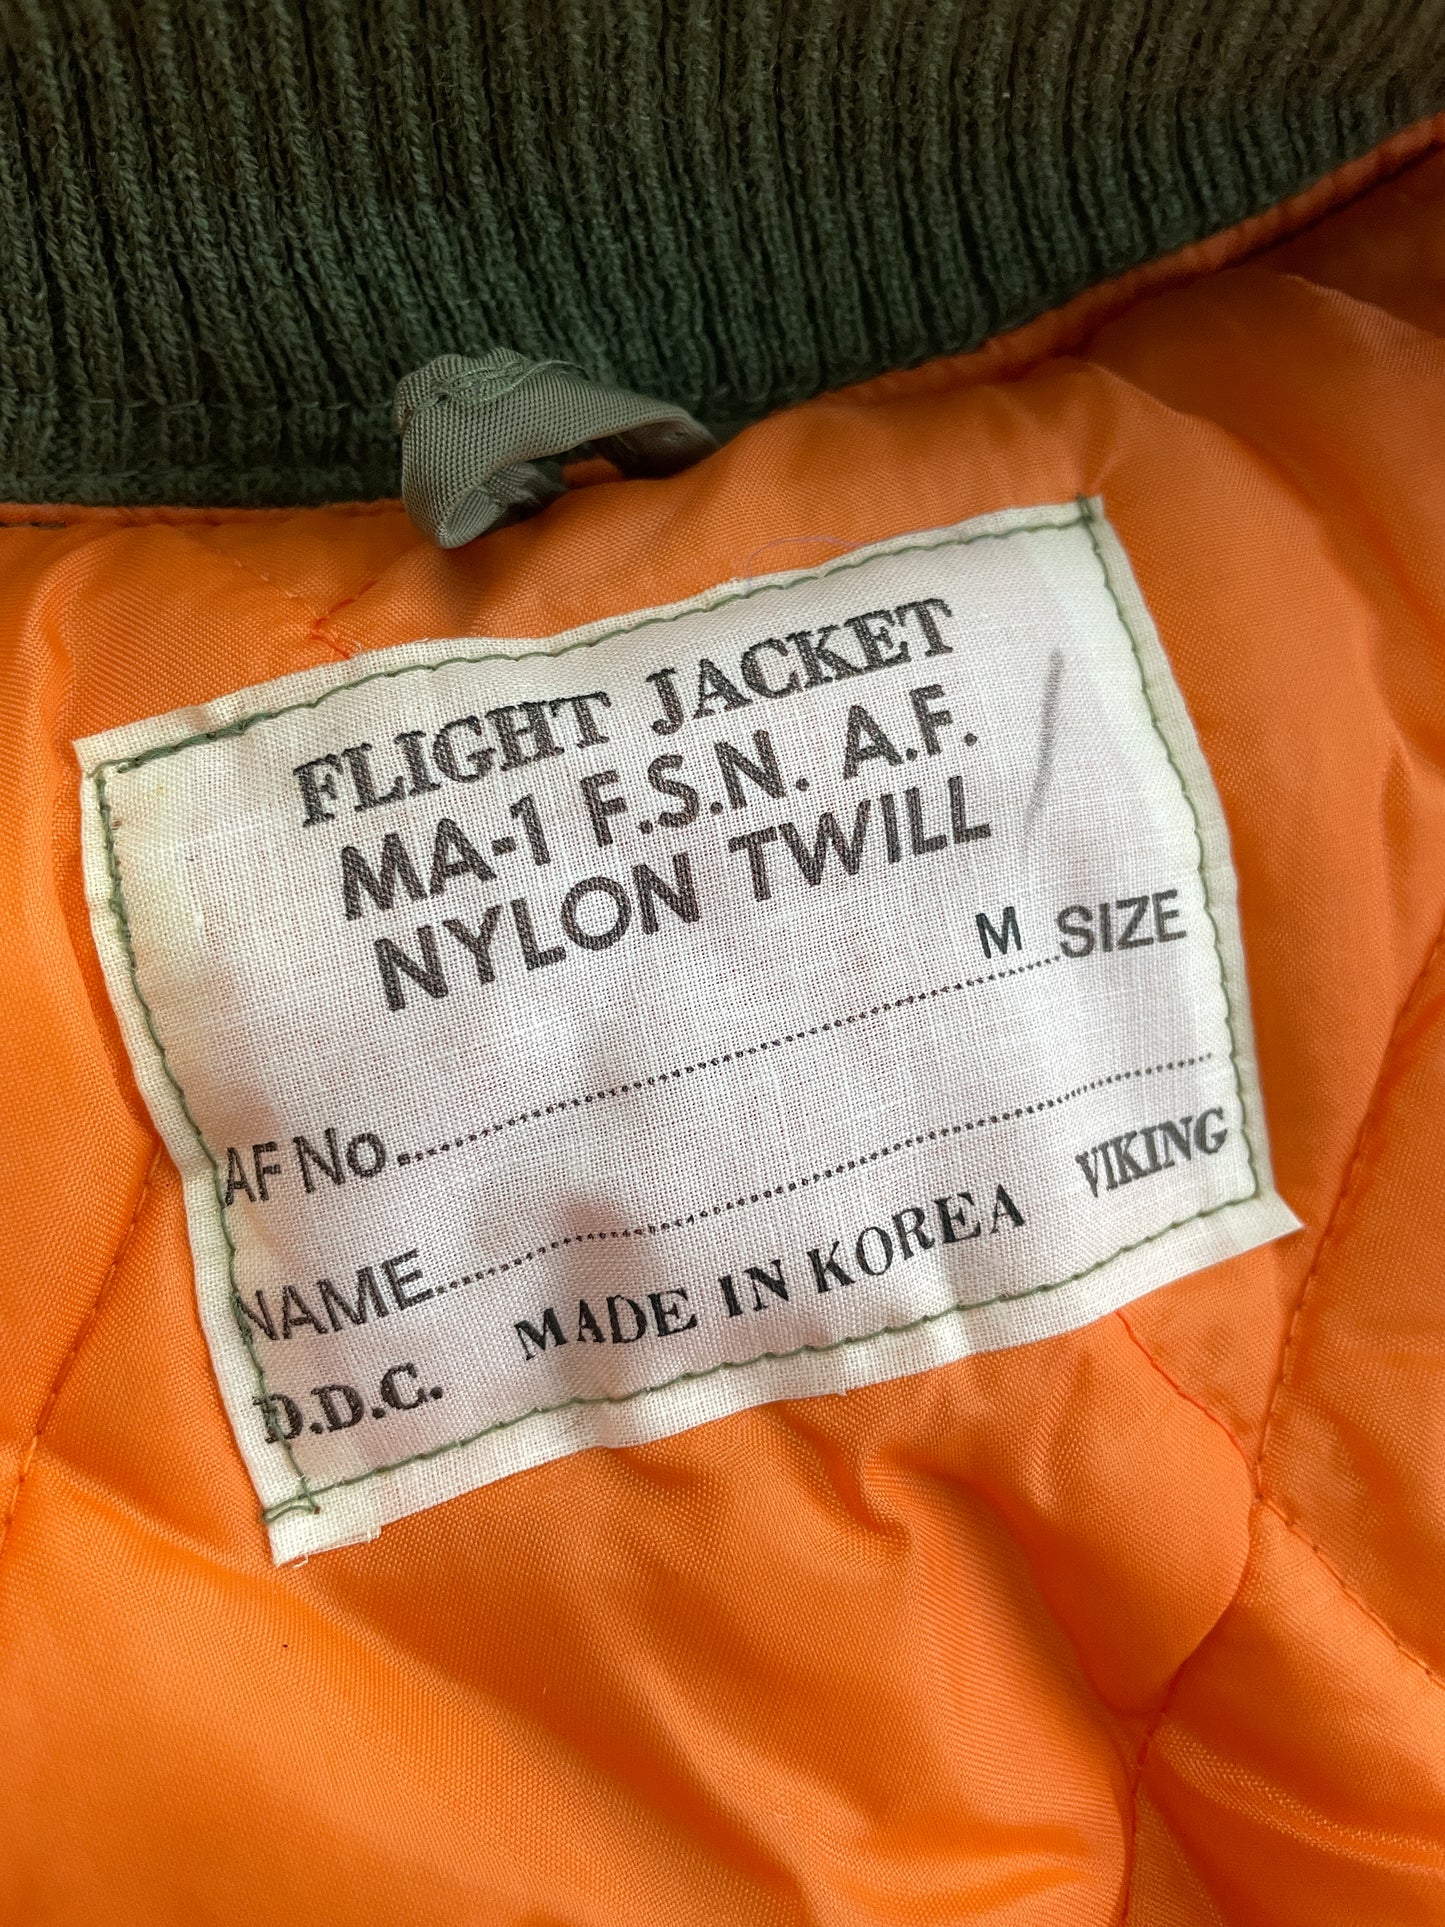 FLIGHT JACKET
MA-1 F.S.N. A.F.
NYLON TWILL
M SIZE
AF No.
NAME
D.D.C. MADE IN KOREA VIKING